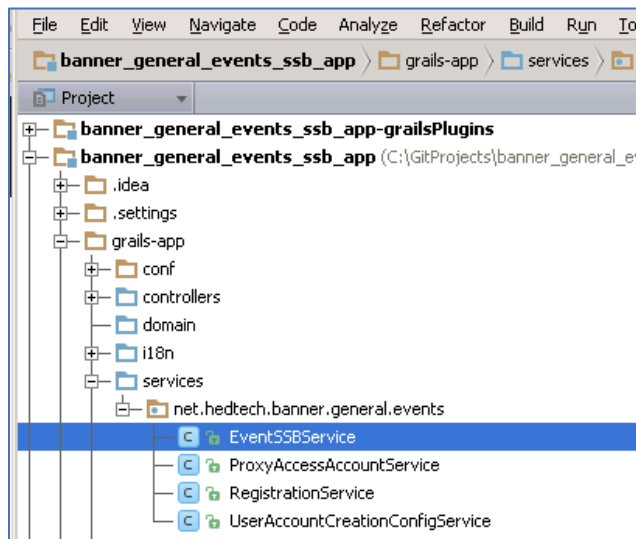 File Edit View Navigate Code Analyze Refactor Build Run To
banner_general_events_ssb_app grails-app services
Project
banner_general_events_ssb_app-grailsPlugins
banner_general_events_ssb_app (C:\GitProjects\banner_general_e
.idea
.settings
grails-app
conf
controllers
domain
i18n
services
net.hedtech.banner.general.events
EventSSBService
ProxyAccessAccountService
RegistrationService
UserAccountCreationConfigService